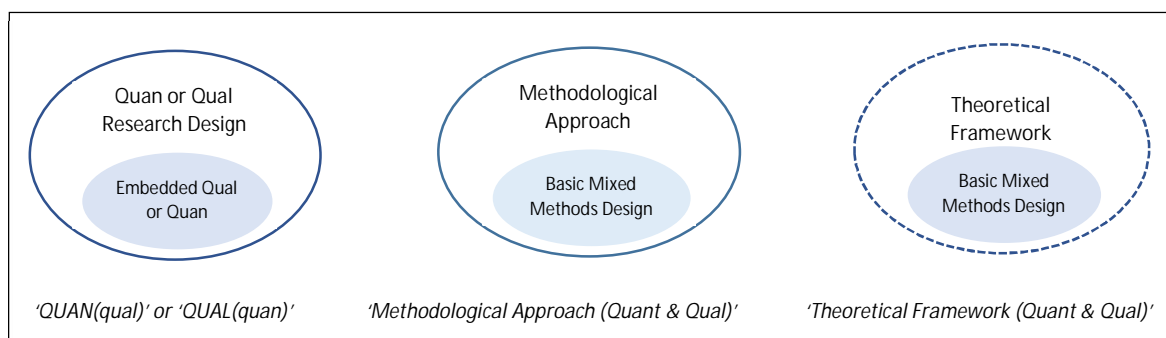 Quan or Qual
Research Design
Embedded Qual
or Quan
‘QUAN(qual)’ or ‘QUAL(quan)’
Methodological
Approach
Basic Mixed
Methods Design
‘Methodological Approach (Quant & Qual)’
Theoretical
Framework
Basic Mixed
Methods Design
‘Theoretical Framework (Quant & Qual)’